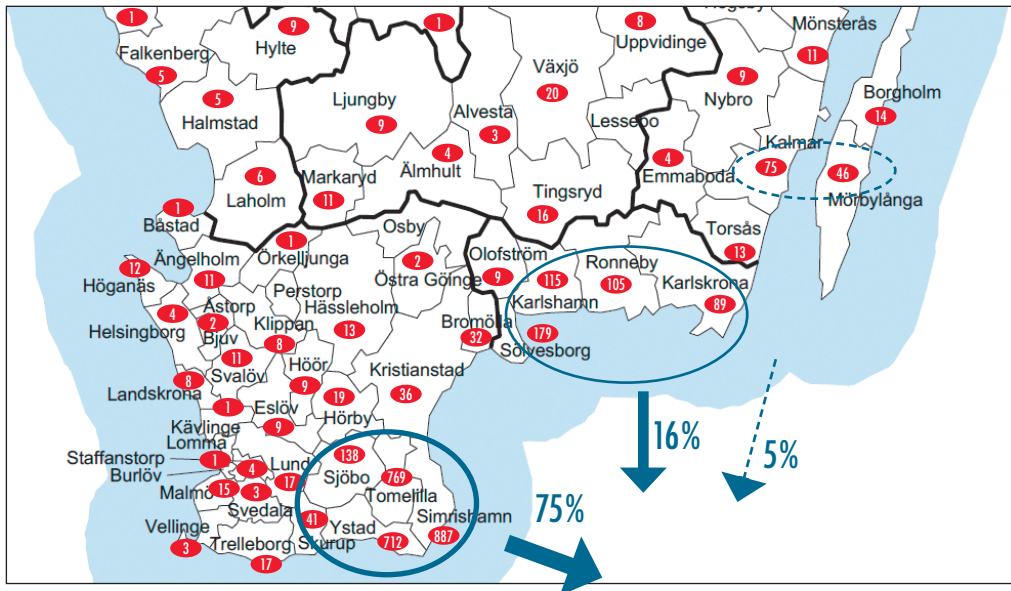 1
9
1
8
Högsby
Mönsterås
Falkenberg
Hylte
Uppvidinge
11
5
Växjö
9
5
Ljungby
20
Nybro
Borgholm
Halmstad
9
Alvesta
Lessebo
14
3
Kalmar
4
4
75
46
6
Markaryd
Älmhult
Emmaboda
Laholm
11
Tingsryd
Mörbylånga
1
16
Båstad
Osby
Torsås
Ängelholm
1
Olofström
13
12
Örkelljunga
2
Ronneby
Höganäs
11
Östra Göinge
9
115
105
Karlskrona
Perstorp
Karlshamn
89
4
Åstorp
Hässleholm
Helsingborg
2
Klippan
13
Bromölla
179
Bjuv
8
32
Sölvesborg
11
Höör
Svalöv
Kristianstad
8
9
19
36
Landskrona
1
Eslöv
Hörby
Kävlinge
9
Lomma
16%
Staffanstorp
1
4
Lund
138
5%
Burlöv
Sjöbo
769
Malmö
15
3
17
Tomelilla
Svedala
41
Ystad
Simrishamn
75%
Vellinge
Skurup
712
887
3
Trelleborg
17